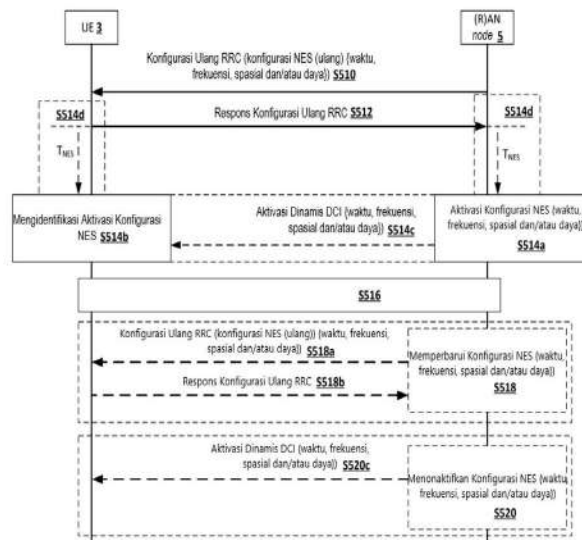 UE 3
(R)AN
node 5
Konfigurasi Ulang RRC (konfigurasi NES (ulang) {waktu,
frekuensi, spasial dan/atau daya}) S510
S514d
Respons Konfigurasi Ulang RRC S512
S514d
TNES
TNES
Mengidentifikasi Aktivasi Konfigurasi
NES S514b
Aktivasi Dinamis DCI {waktu, frekuensi,
spasial dan/atau daya}) S514c
Aktivasi Konfigurasi NES (waktu,
frekuensi, spasial dan/atau daya)
S514a
S516
Konfigurasi Ulang RRC (konfigurasi NES (ulang)) {waktu, frekuensi,
spasial dan/atau daya}) S518a
Respons Konfigurasi Ulang RRC S518b
Memperbarui Konfigurasi NES (waktu,
frekuensi, spasial dan/atau daya))
S518
Aktivasi Dinamis DCI (waktu, frekuensi,
spasial dan/atau daya) ) S520c
Menonaktifkan Konfigurasi NES (waktu,
frekuensi, spasial dan/atau daya))
S520